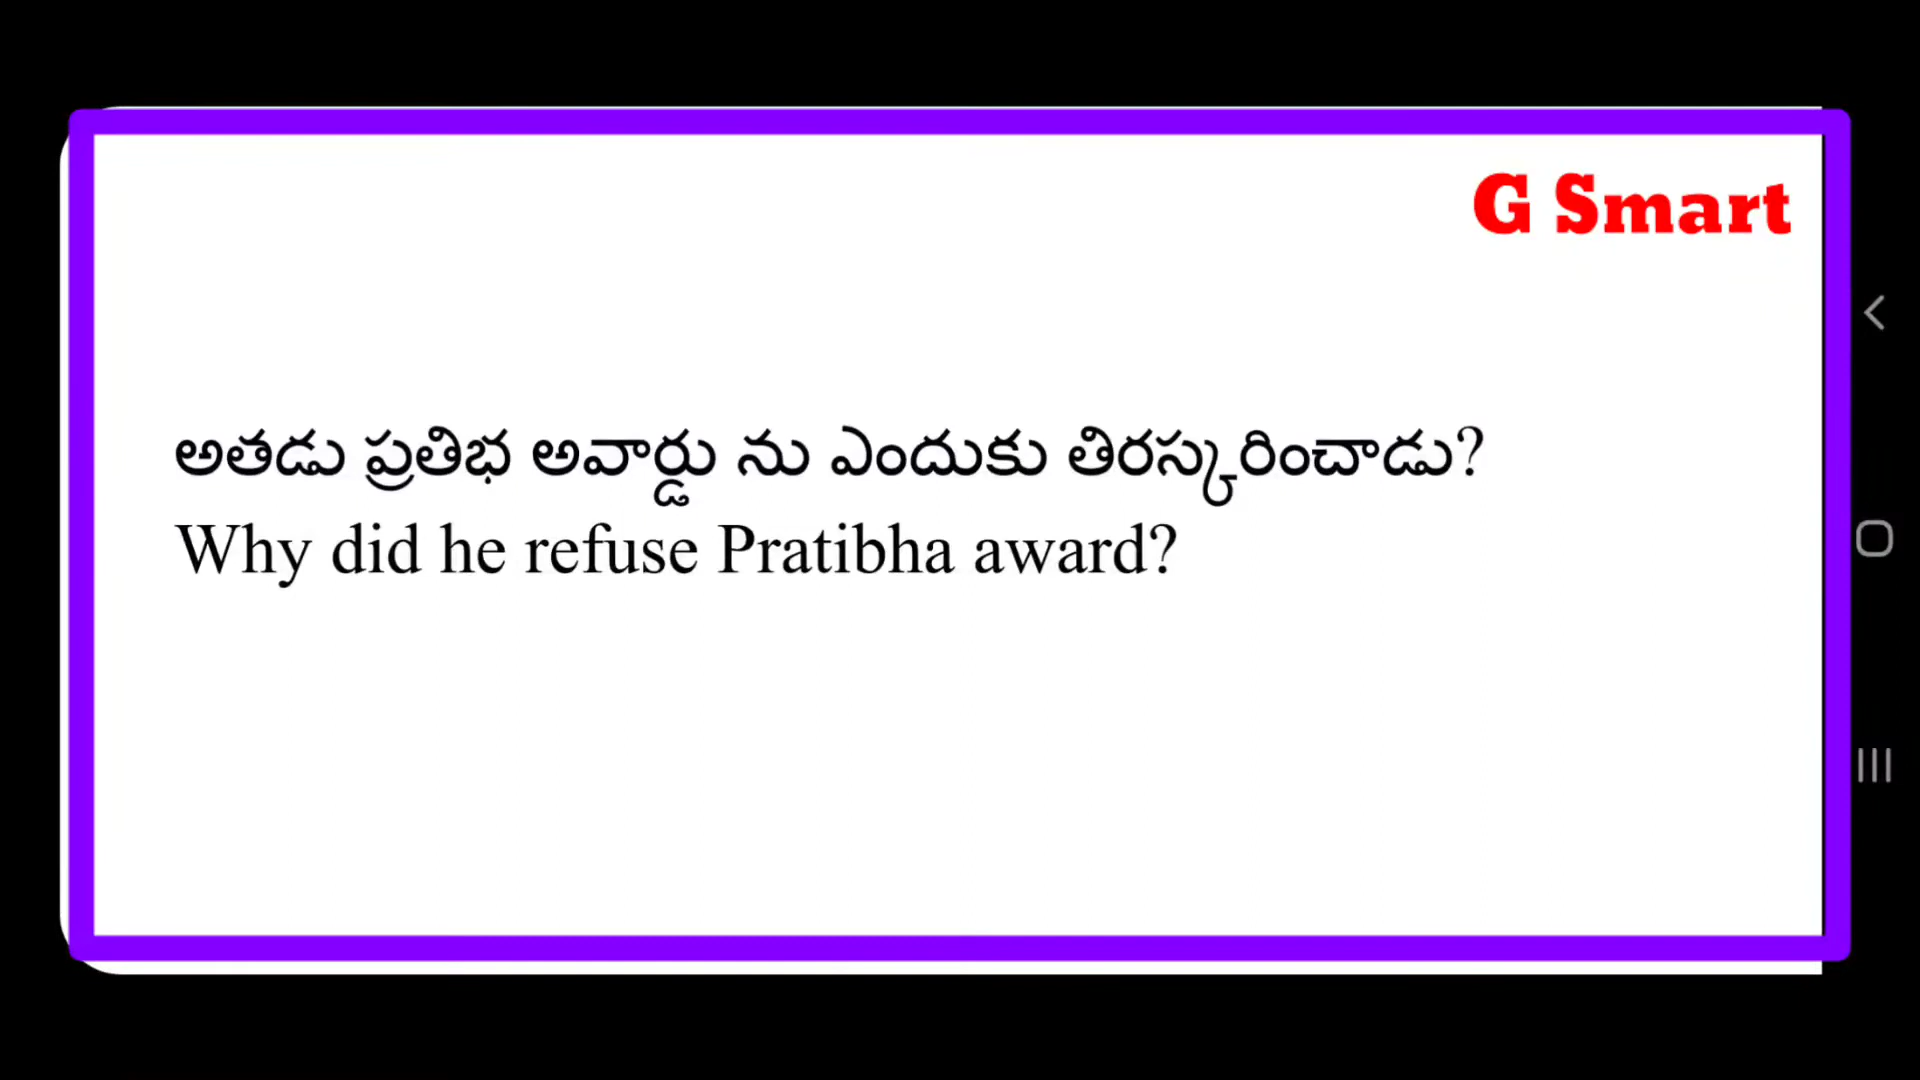 G Smart
అతడు ప్రతిభ అవార్డు ను ఎందుకు తిరస్కరించాడు?
Why did he refuse Pratibha award?